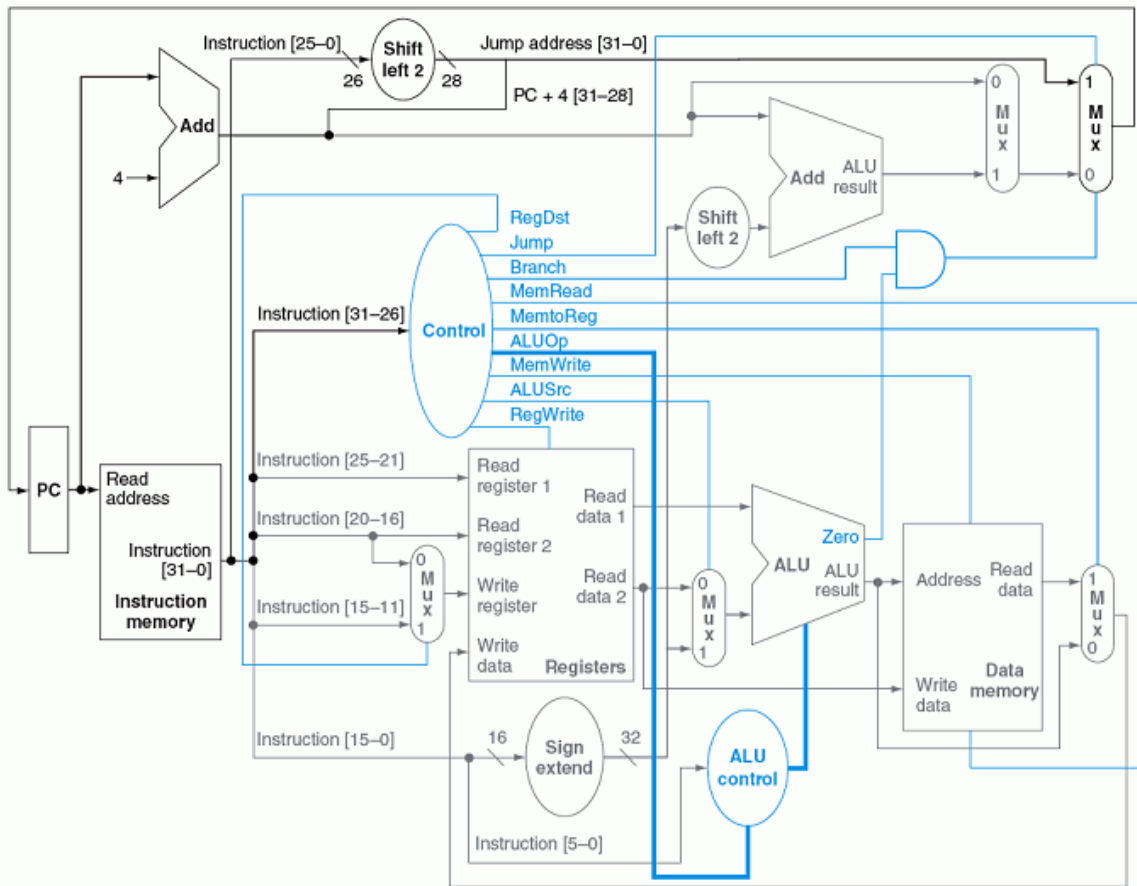 Instruction [25–0]
Shift
left 2
Jump address [31–0]
26
28
PC + 4 [31–28]
Add
4
0
M
u
x
1
1
M
u
x
0
Add
ALU
result
Shift
left 2
RegDst
Jump
Branch
MemRead
MemtoReg
ALUOp
MemWrite
ALUSrc
RegWrite
Control
Instruction [31–26]
PC
Read
address
Instruction
[31–0]
Instruction
memory
Instruction [25–21]
Instruction [20–16]
Instruction [15–11]
0
M
u
x
1
Read
register 1
Read
register 2
Write
register
Write
data
Read
data 1
Read
data 2
Registers
0
M
u
x
1
Zero
ALU
ALU
result
Address
Read
data
Write
data
Data
memory
1
M
u
x
0
Instruction [15–0]
16
Sign
extend
32
ALU
control
Instruction [5–0]